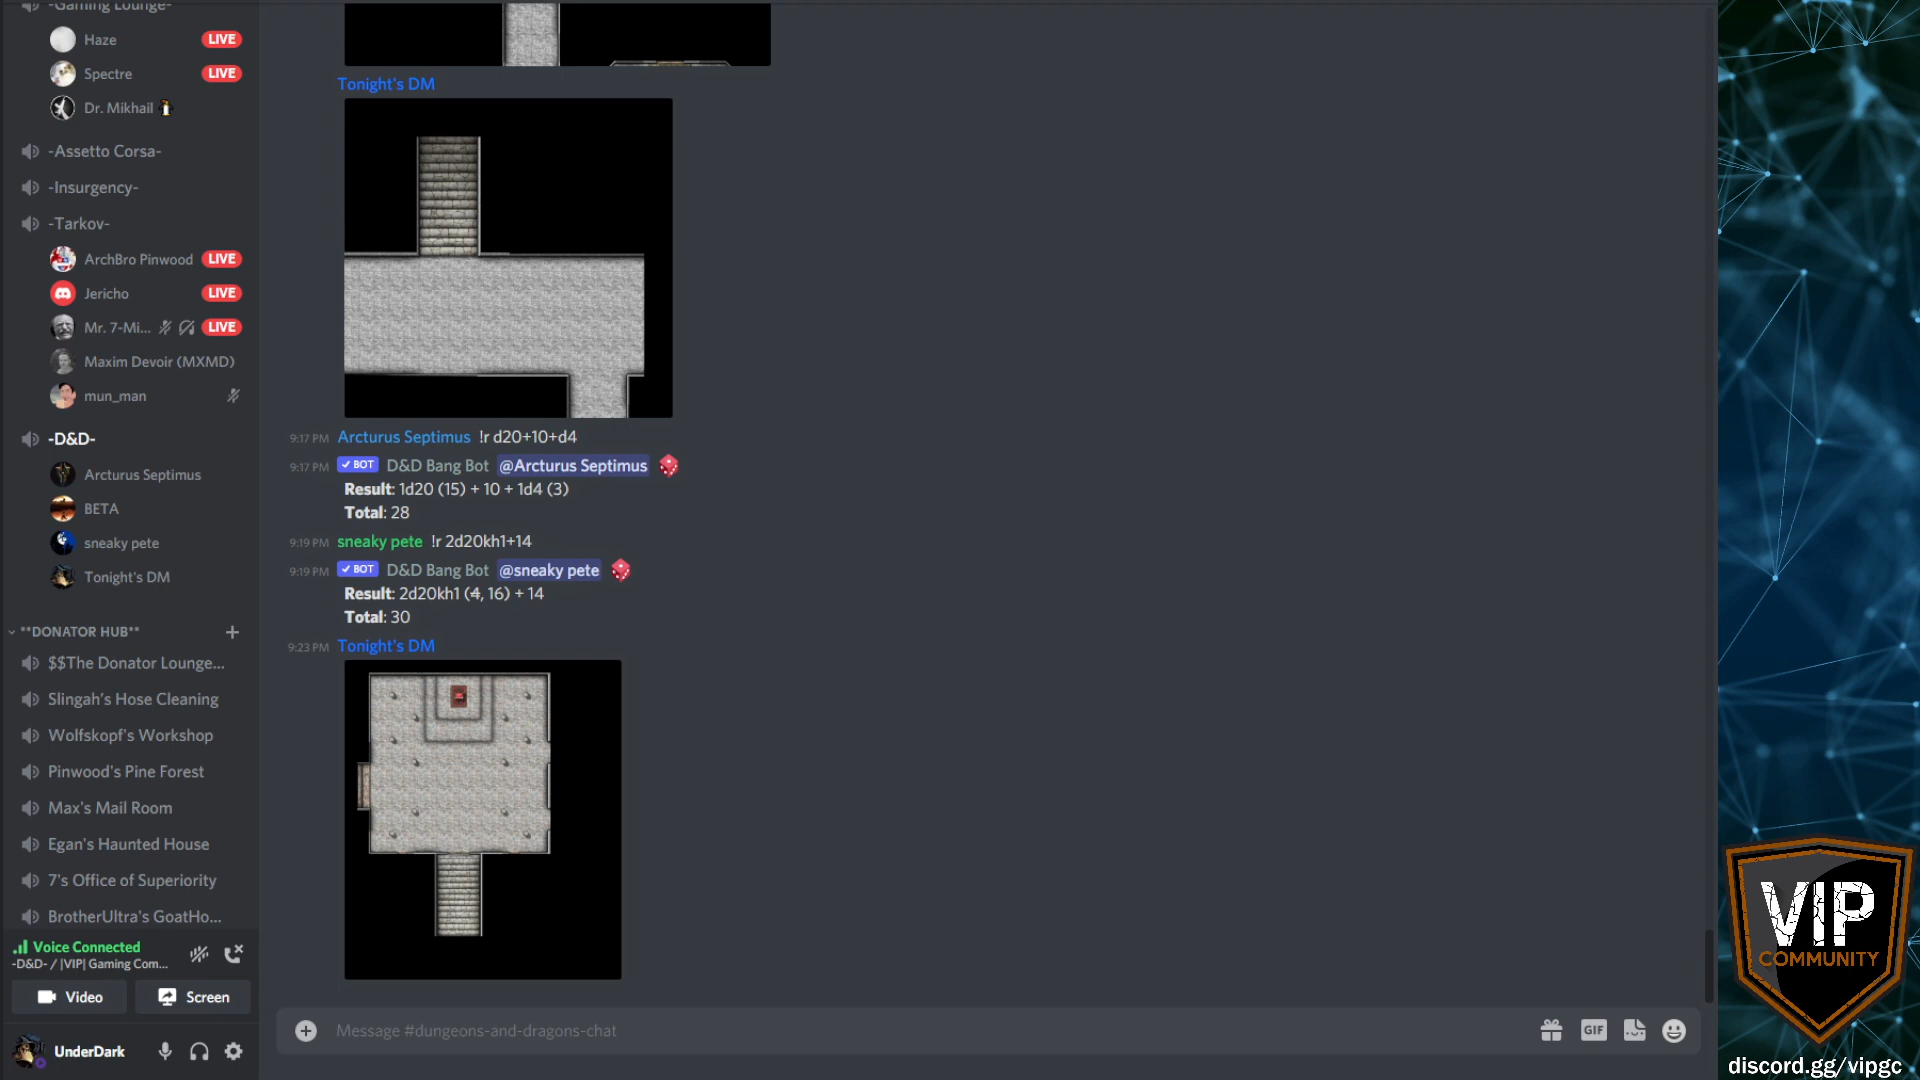 -Gaming Lounge-
Haze LIVE
Spectre LIVE
Dr. Mikhail
-Assetto Corsa-
-Insurgency-
-Tarkov-
ArchBro Pinwood LIVE
Jericho LIVE
Mr. 7-Mi... LIVE
Maxim Devoir (MXMD)
mun_man
-D&D-
Arcturus Septimus
BETA
sneaky pete
Tonight's DM
**DONATOR HUB**
$$The Donator Lounge...
Slingah's Hose Cleaning
Wolfskopf's Workshop
Pinwood's Pine Forest
Max's Mail Room
Egan's Haunted House
7's Office of Superiority
BrotherUltra's GoatHo...
Voice Connected
-D&D- / |VIP| Gaming Com...
Video Screen
UnderDark
Tonight's DM
9:17 PM Arcturus Septimus !r d20+10+d4
9:17 PM BOT D&D Bang Bot @Arcturus Septimus
Result: 1d20 (15) + 10 + 1d4 (3)
Total: 28
9:19 PM sneaky pete !r 2d20kh1+14
9:19 PM BOT D&D Bang Bot @sneaky pete
Result: 2d20kh1 (4, 16) + 14
Total: 30
9:23 PM Tonight's DM
Message #dungeons-and-dragons-chat
GIF
VIP
COMMUNITY
discord.gg/vipgc